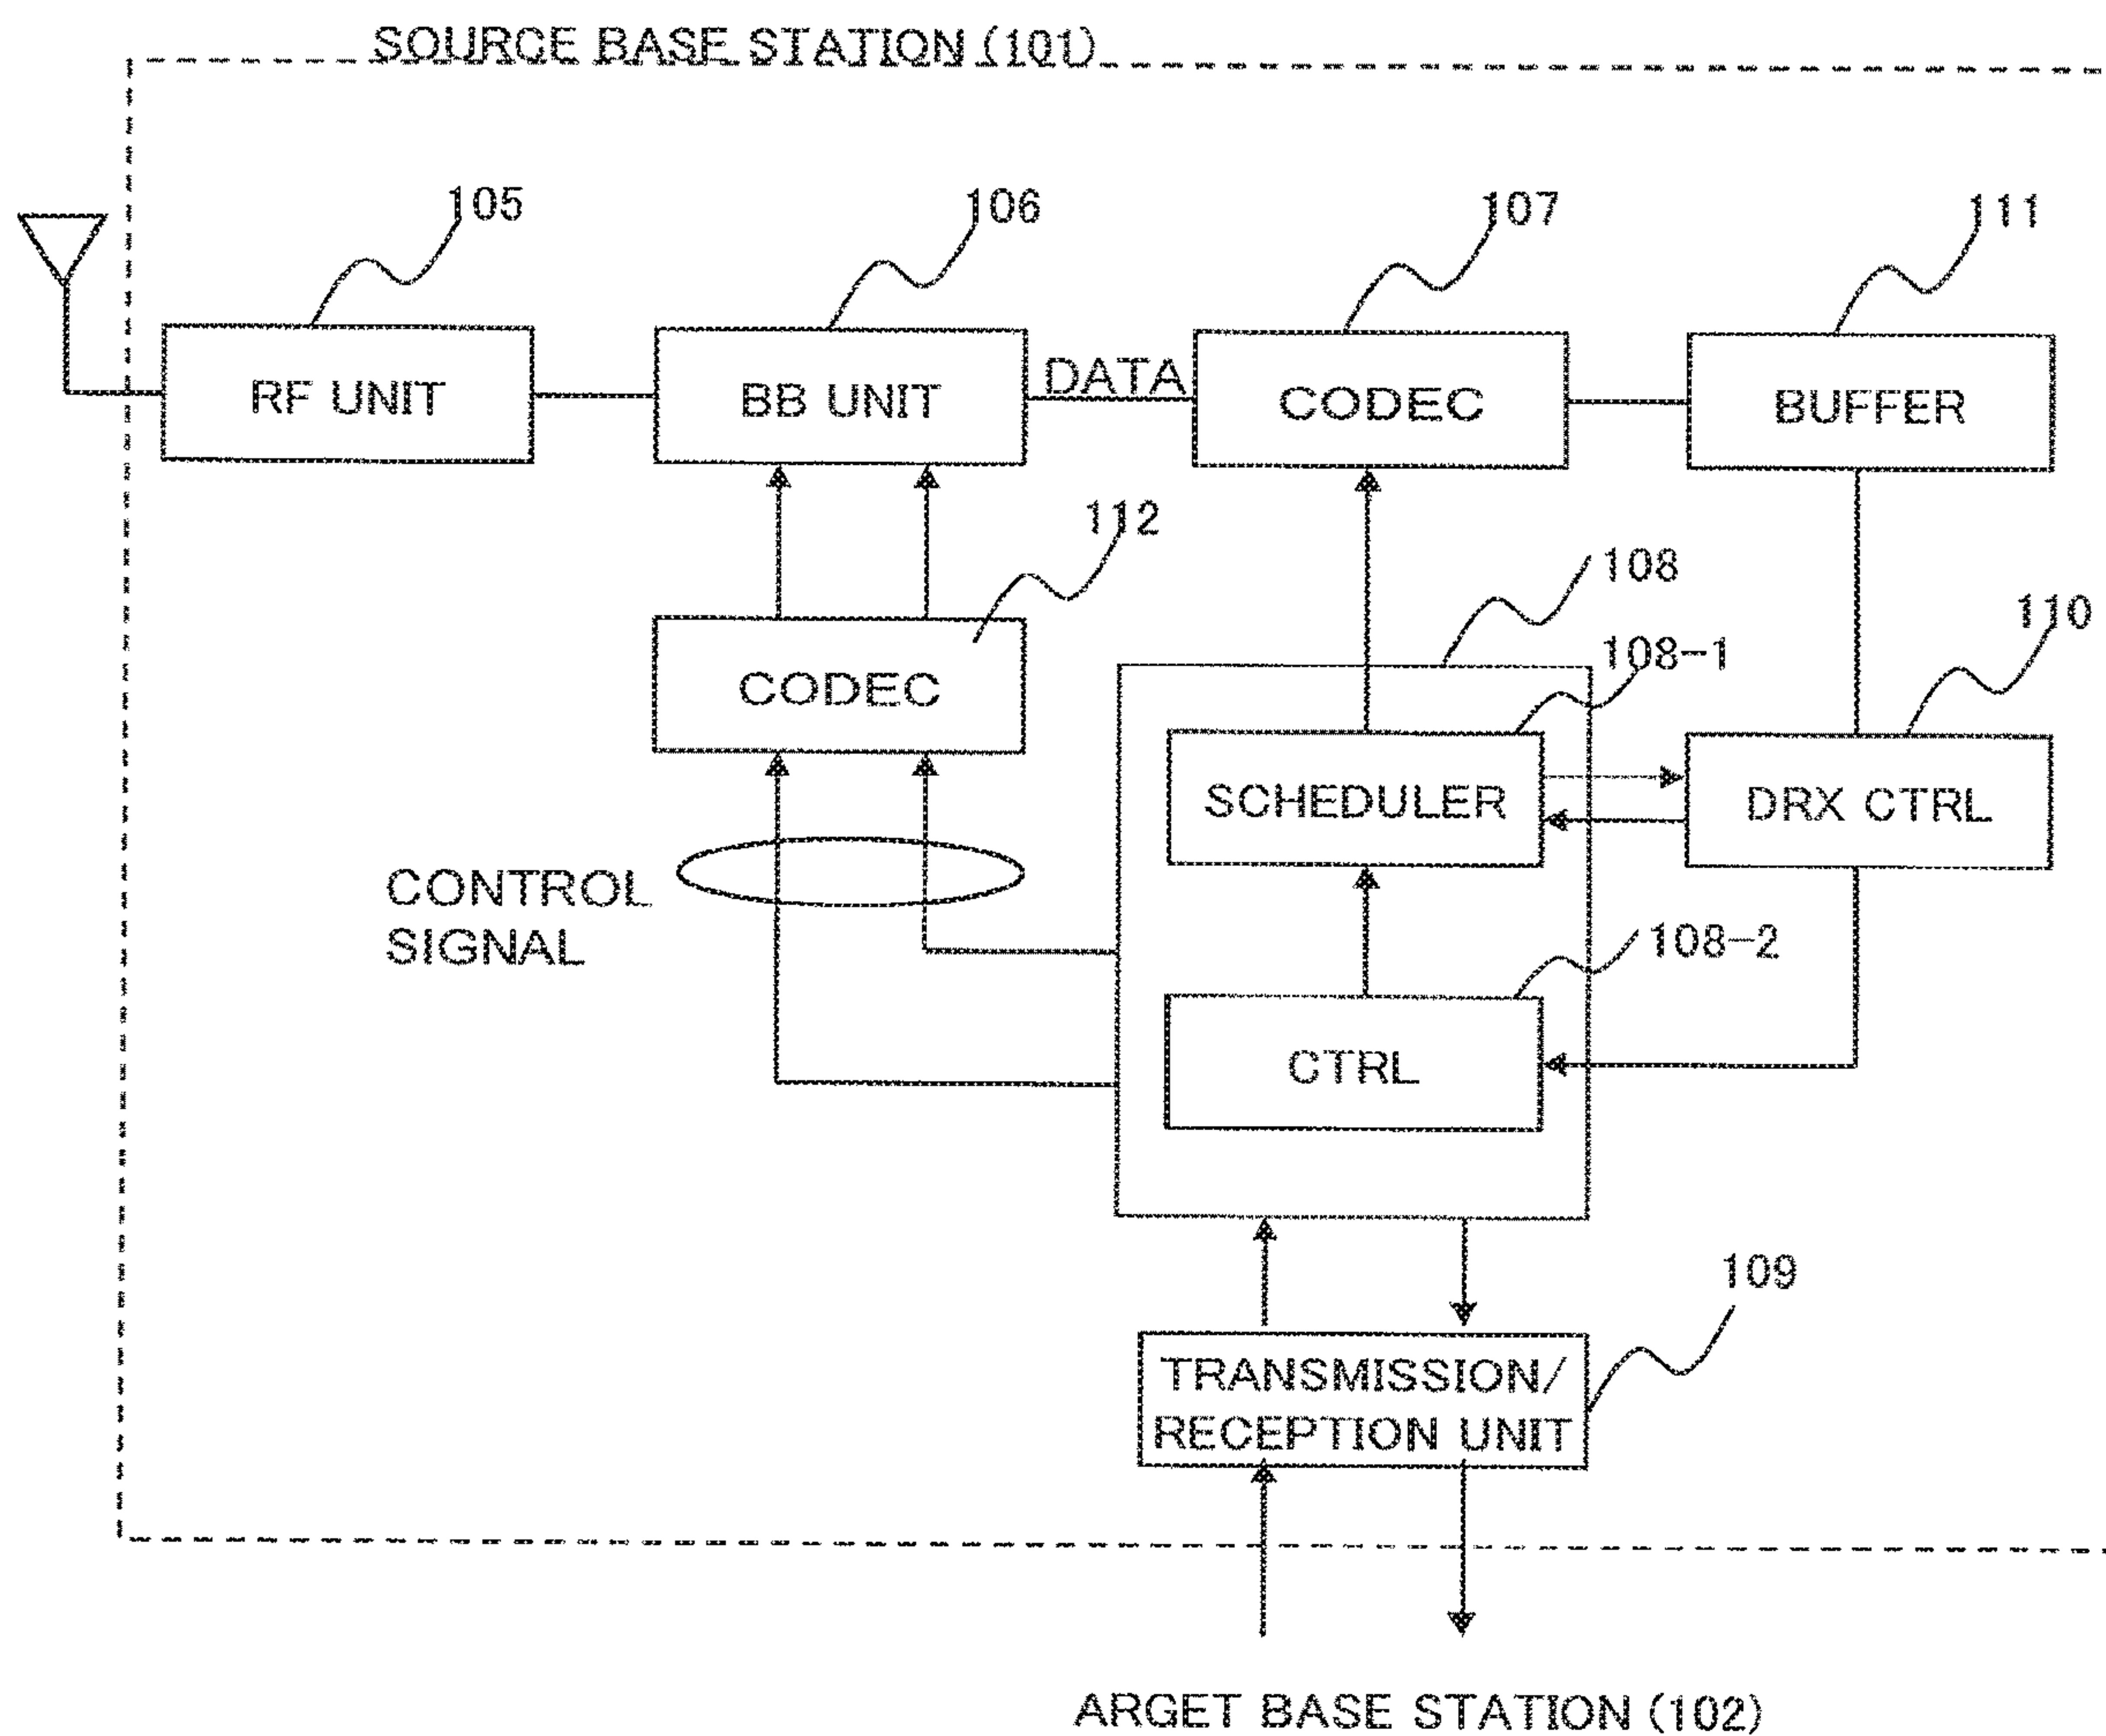 SOURCE BASE STATION (101)
105
106
107
111
RF UNIT
BB UNIT
DATA
CODEC
BUFFER
112
108
110
108-1
CODEC
SCHEDULER
DRX CTRL
CONTROL
SIGNAL
108-2
CTRL
109
TRANSMISSION/
RECEPTION UNIT
ARGET BASE STATION (102)